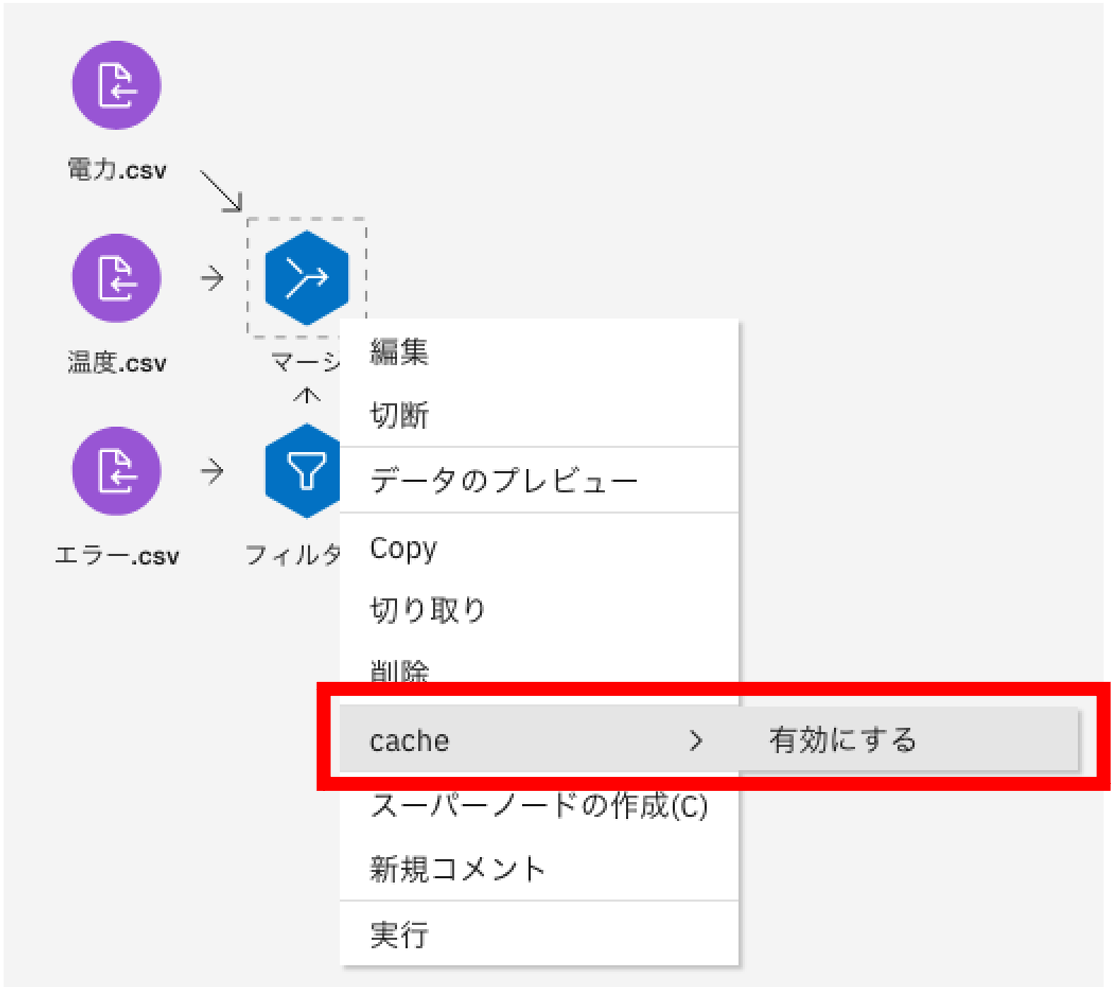 電力.csv
温度.csv
マージ
エラー.csv
フィルタ
編集
切断
データのプレビュー
Copy
切り取り
削除
cache
有効にする
スーパーノードの作成(C)
新規コメント
実行